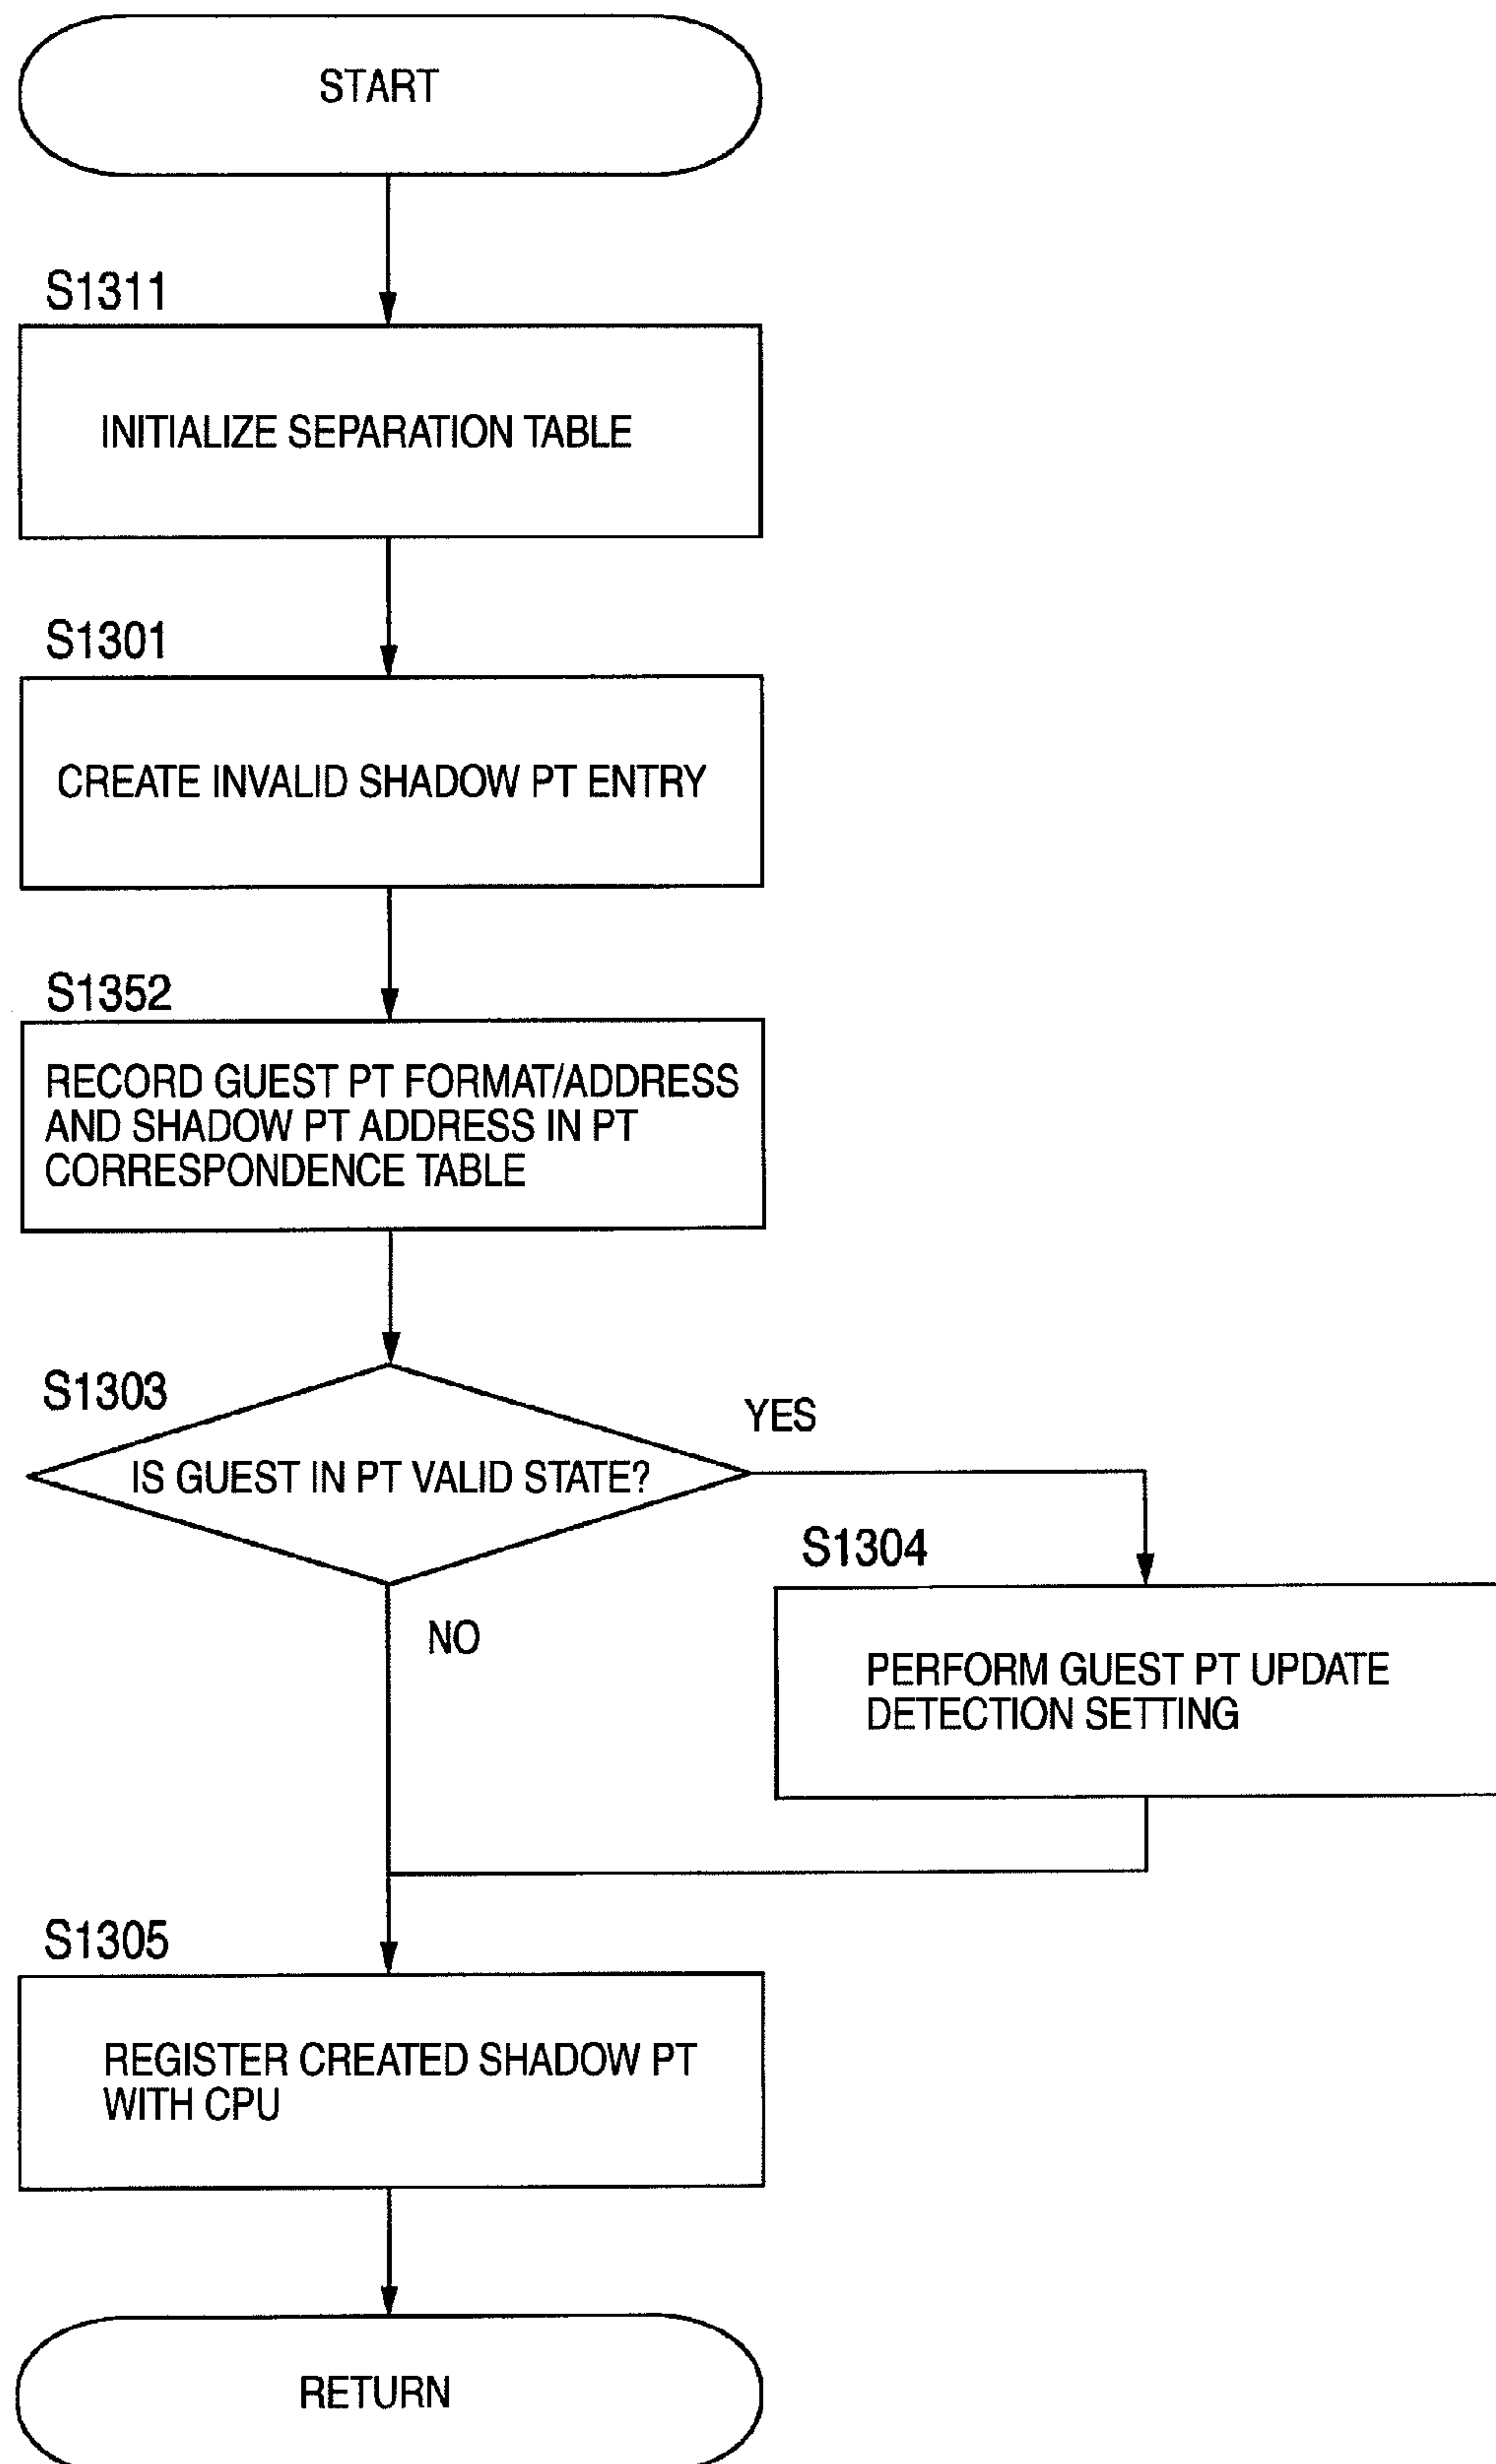 START
S1311
INITIALIZE SEPARATION TABLE
S1301
CREATE INVALID SHADOW PT ENTRY
S1352
RECORD GUEST PT FORMAT/ADDRESS
AND SHADOW PT ADDRESS IN PT
CORRESPONDENCE TABLE
S1303
IS GUEST IN PT VALID STATE?
YES
NO
S1304
PERFORM GUEST PT UPDATE
DETECTION SETTING
S1305
REGISTER CREATED SHADOW PT
WITH CPU
RETURN